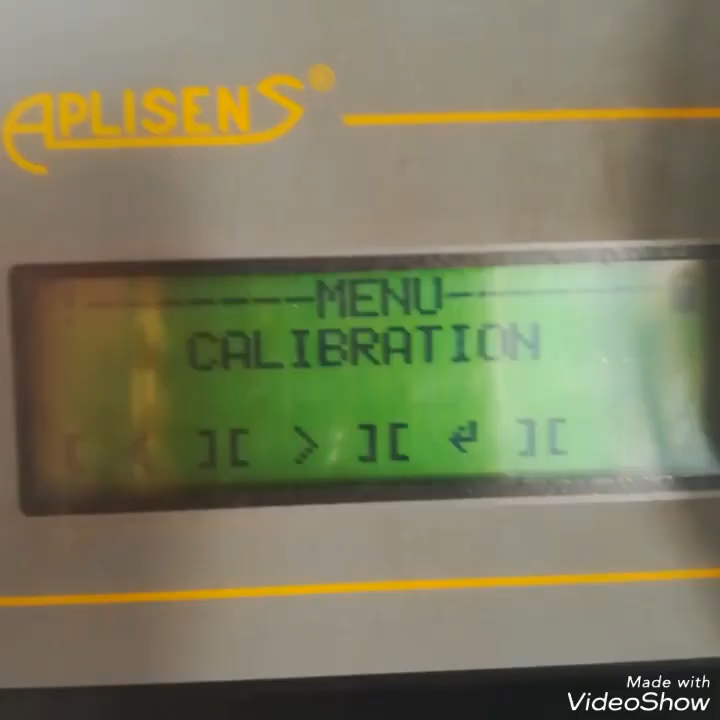 APLISENS®
--------MENU--------
CALIBRATION
[ < ][ > ][ ↵ ][
Made with
VideoShow